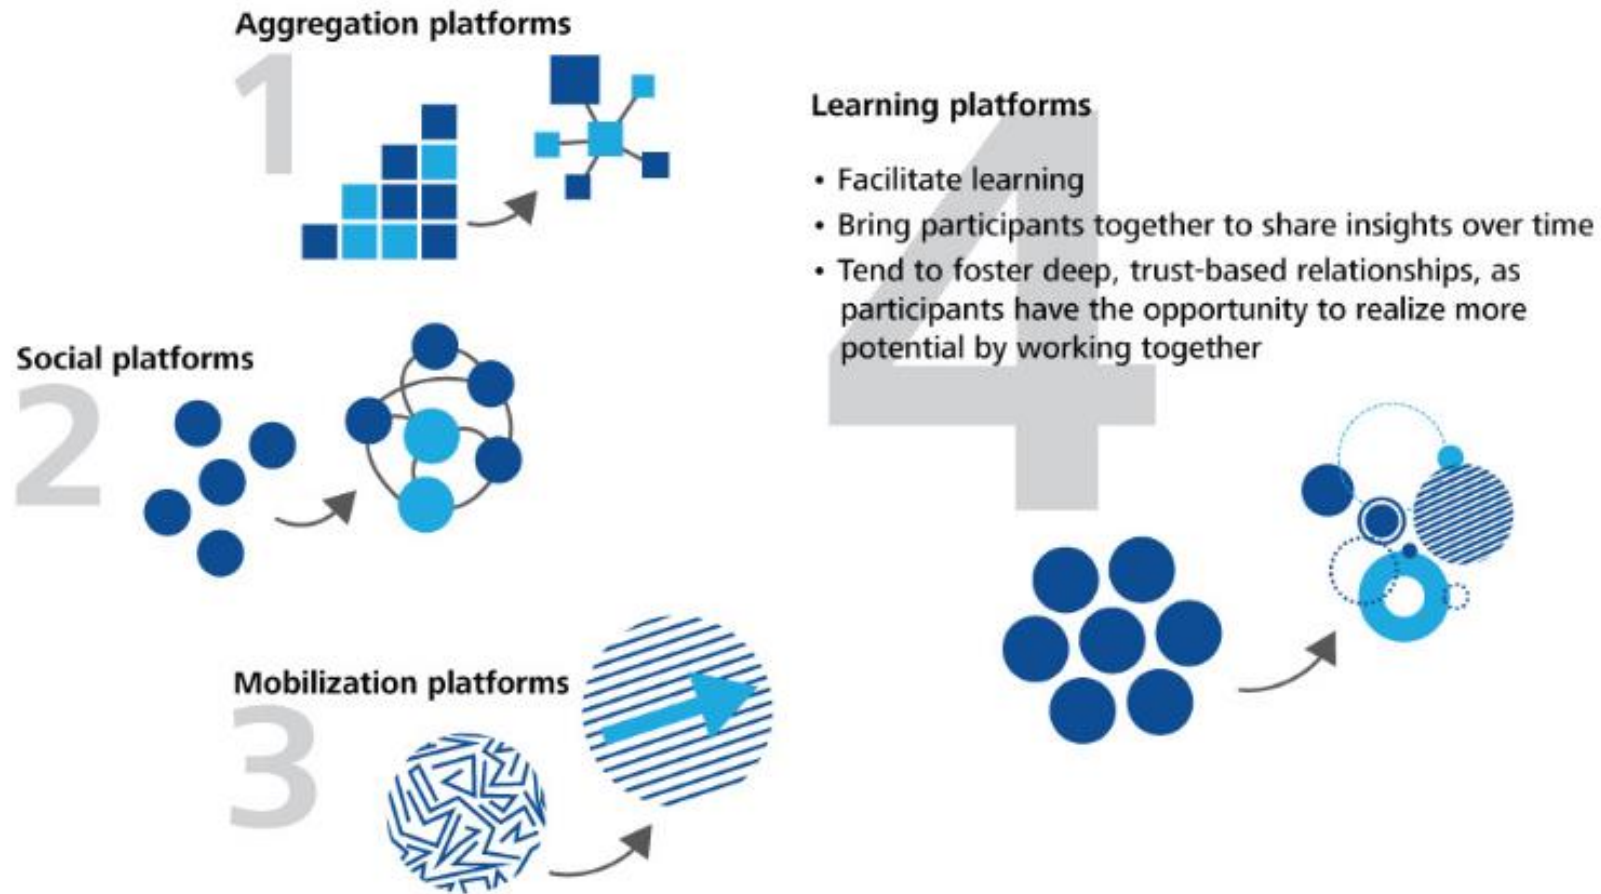 Aggregation platforms
1
Social platforms
2
Mobilization platforms
3
Learning platforms
4
• Facilitate learning
• Bring participants together to share insights over time
• Tend to foster deep, trust-based relationships, as
participants have the opportunity to realize more
potential by working together